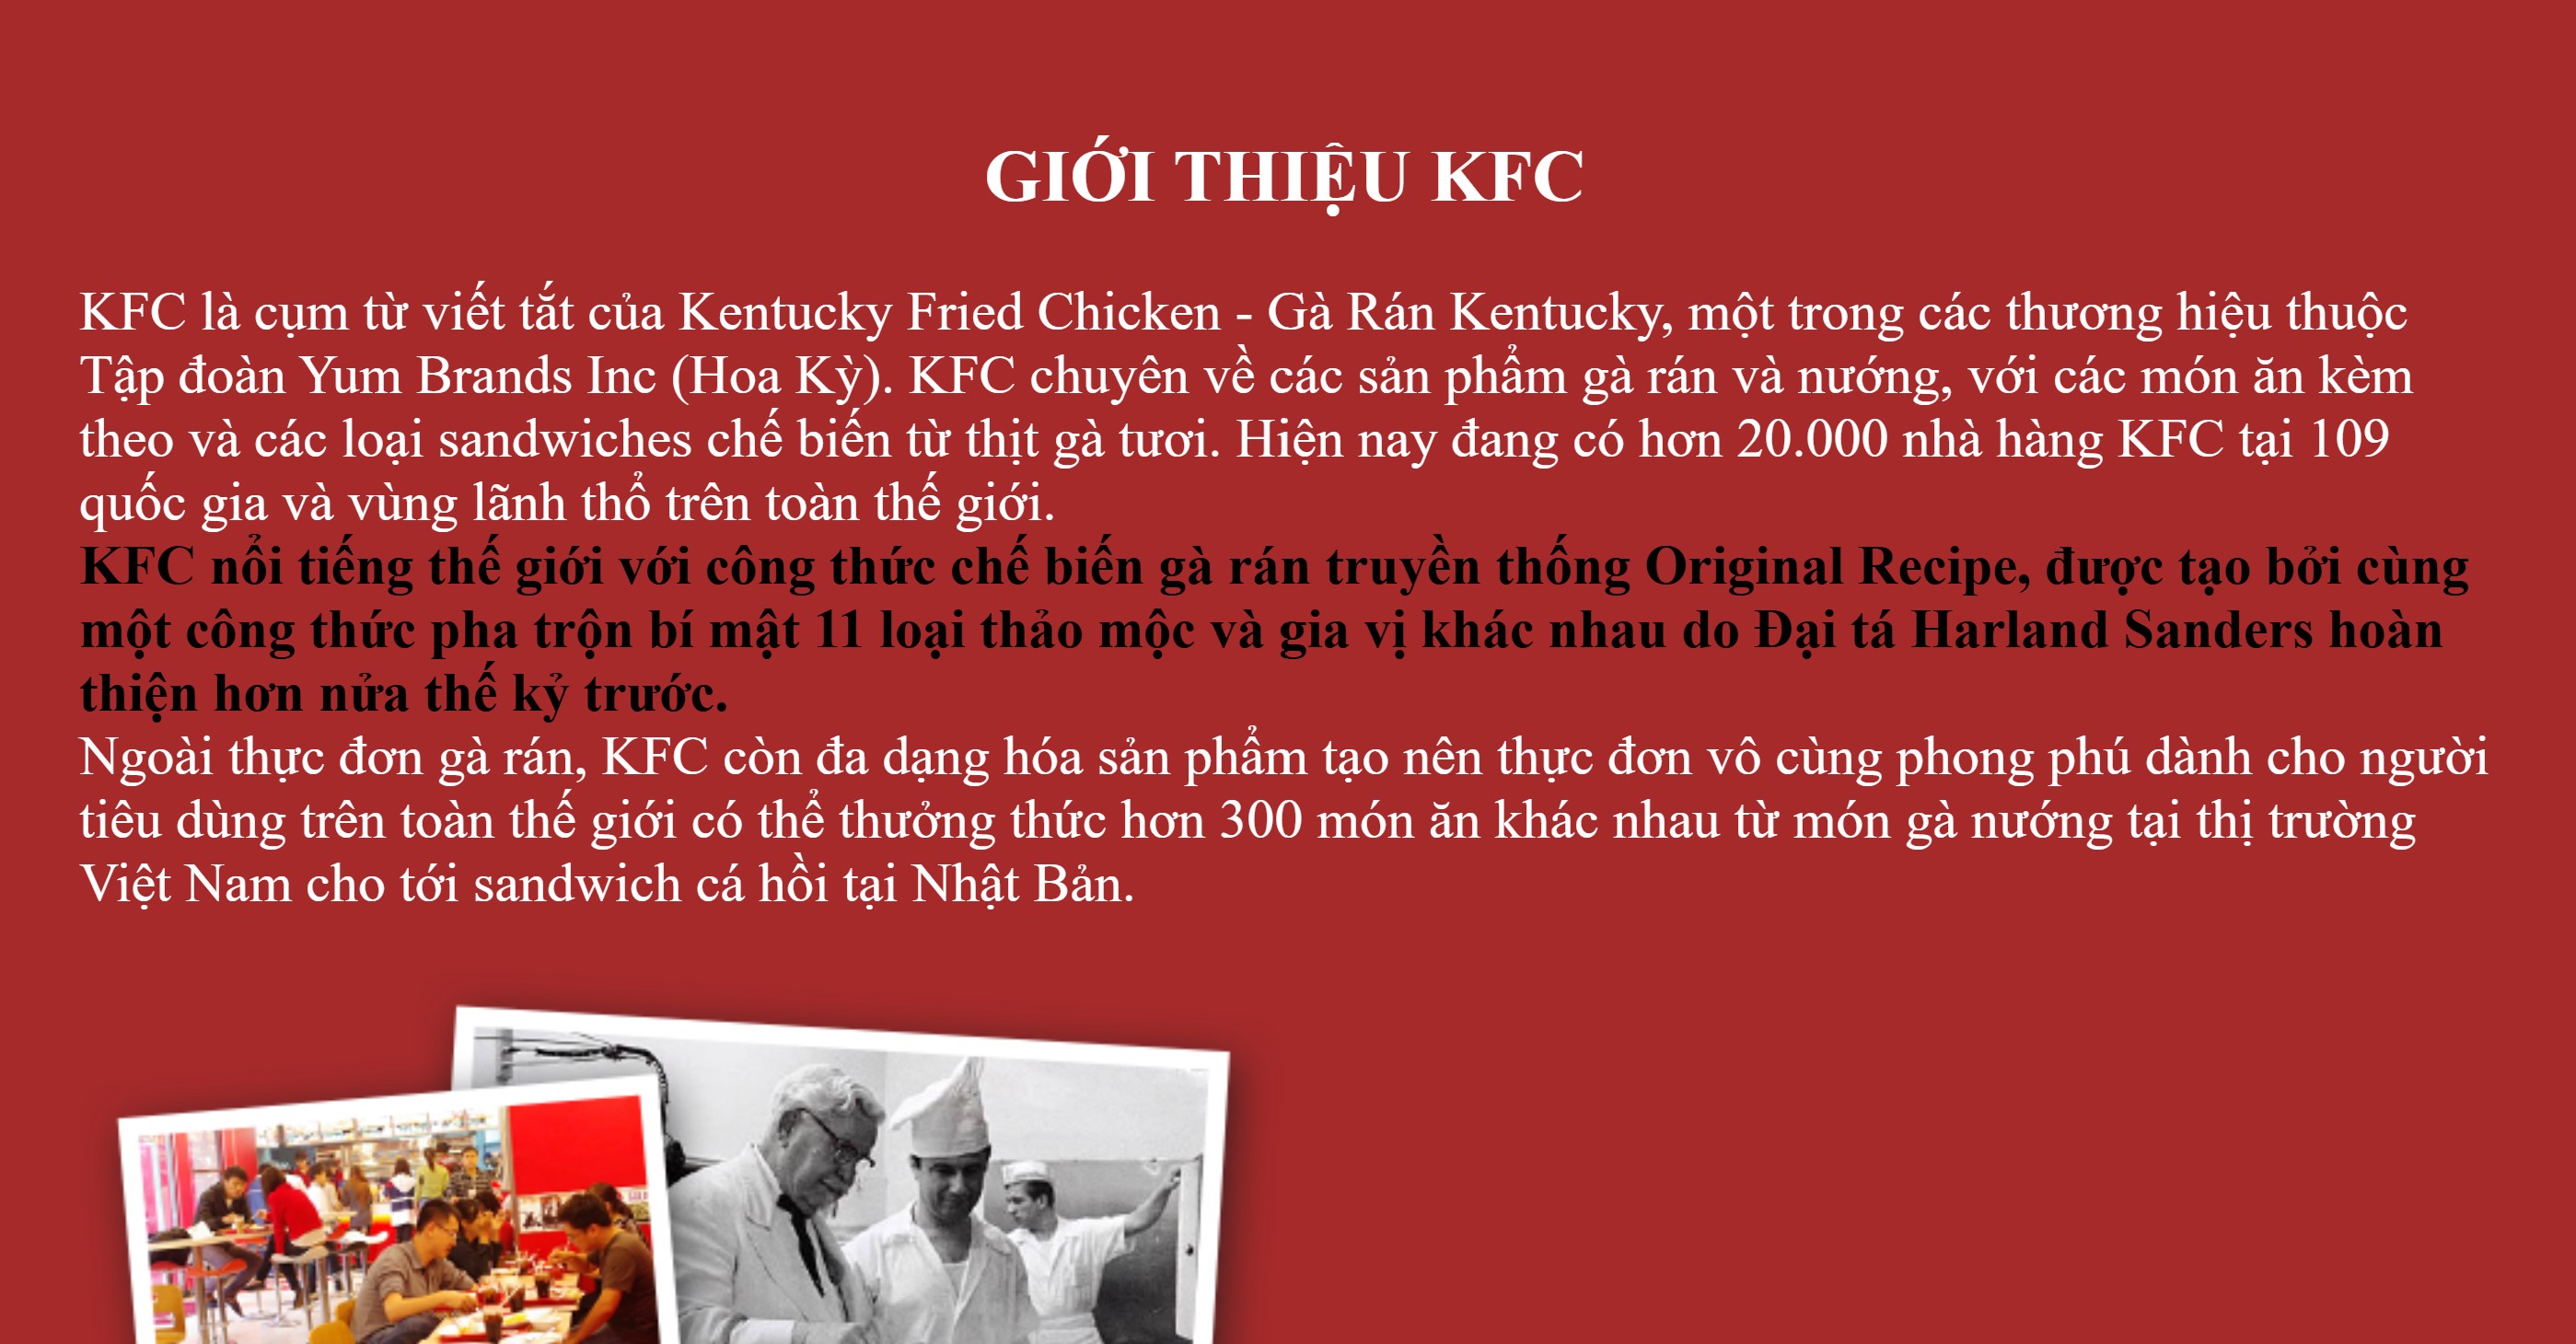 GIỚI THIỆU KFC
KFC là cụm từ viết tắt của Kentucky Fried Chicken - Gà Rán Kentucky, một trong các thương hiệu thuộc
Tập đoàn Yum Brands Inc (Hoa Kỳ). KFC chuyên về các sản phẩm gà rán và nướng, với các món ăn kèm
theo và các loại sandwiches chế biến từ thịt gà tươi. Hiện nay đang có hơn 20.000 nhà hàng KFC tại 109
quốc gia và vùng lãnh thổ trên toàn thế giới.
KFC nổi tiếng thế giới với công thức chế biến gà rán truyền thống Original Recipe, được tạo bởi cùng
một công thức pha trộn bí mật 11 loại thảo mộc và gia vị khác nhau do Đại tá Harland Sanders hoàn
thiện hơn nửa thế kỷ trước.
Ngoài thực đơn gà rán, KFC còn đa dạng hóa sản phẩm tạo nên thực đơn vô cùng phong phú dành cho người
tiêu dùng trên toàn thế giới có thể thưởng thức hơn 300 món ăn khác nhau từ món gà nướng tại thị trường
Việt Nam cho tới sandwich cá hồi tại Nhật Bản.